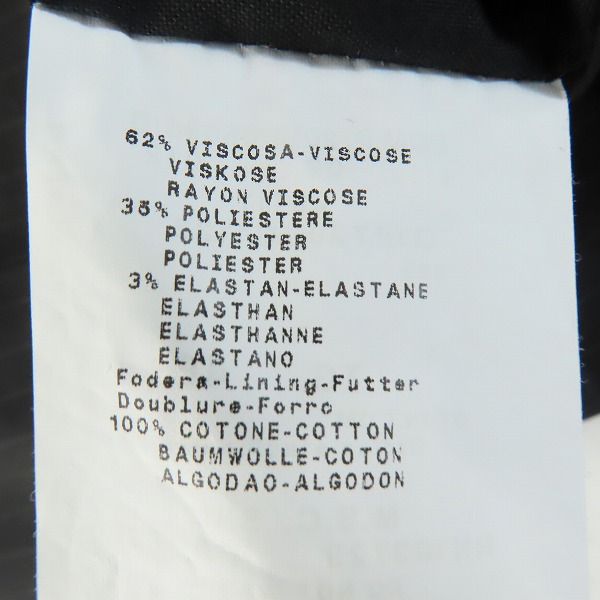 62% VISCOSA-VISCOSE
VISKOSE
RAYON VISCOSE
35% POLIESTERE
POLYESTER
POLIESTER
3% ELASTAN-ELASTANE
ELASTHAN
ELASTHANNE
ELASTANO
Fodera-Lining-Futter
Doublure-Forro
100% COTONE-COTTON
BAUMWOLLE-COTON
ALGODAO-ALGODON